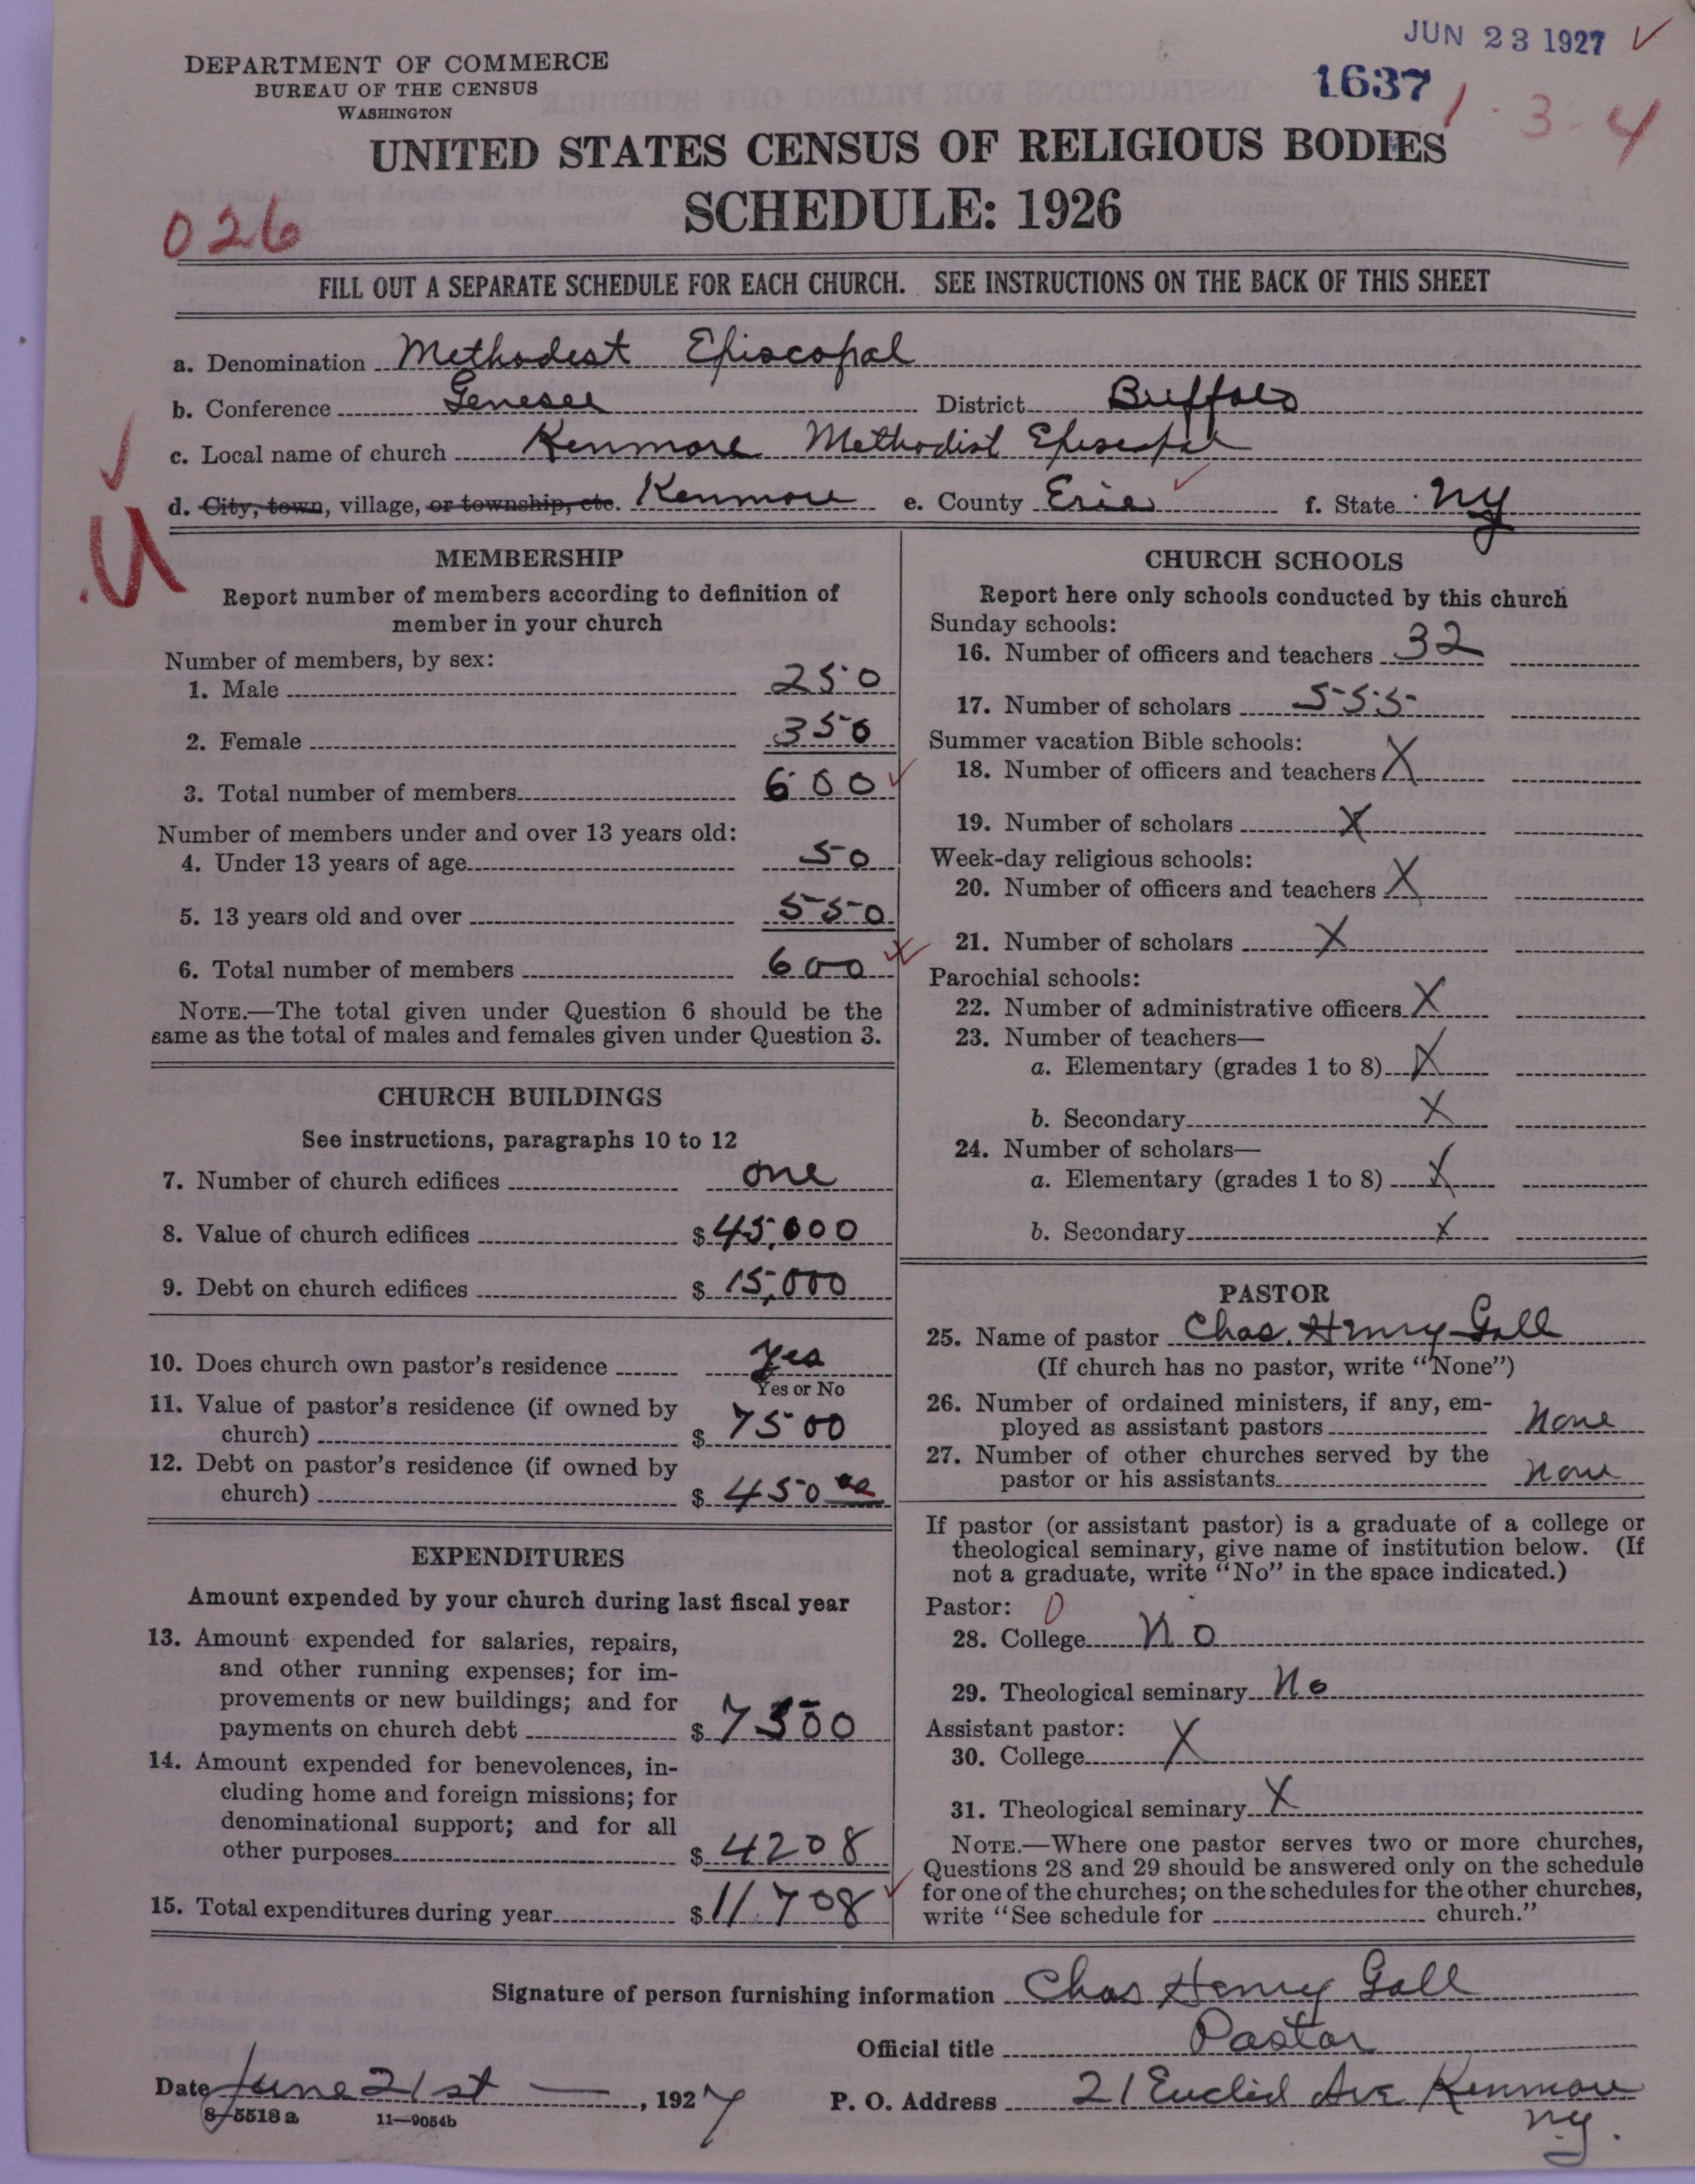 JUN 23 1927
DEPARTMENT OF COMMERCE
BUREAU OF THE CENSUS
WASHINGTON
1637
1-3-4
UNITED STATES CENSUS OF RELIGIOUS BODIES
SCHEDULE: 1926
026
FILL OUT A SEPARATE SCHEDULE FOR EACH CHURCH. SEE INSTRUCTIONS ON THE BACK OF THIS SHEET
a. Denomination Methodest Episcopal
b. Conference Genesee District Buffalo
c. Local name of church Kenmore Methodist Episcopal
d. City, town, village, or township, etc. Kenmore e. County Erie f. State NY
U
MEMBERSHIP
Report number of members according to definition of
member in your church
Number of members, by sex:
1. Male 250
2. Female 350
3. Total number of members 600
Number of members under and over 13 years old:
4. Under 13 years of age 50
5. 13 years old and over 550
6. Total number of members 600
NOTE.—The total given under Question 6 should be the
same as the total of males and females given under Question 3.
CHURCH BUILDINGS
See instructions, paragraphs 10 to 12
7. Number of church edifices one
8. Value of church edifices $45,000
9. Debt on church edifices $15,000
10. Does church own pastor's residence yes
Yes or No
11. Value of pastor's residence (if owned by
church) $7500
12. Debt on pastor's residence (if owned by
church) $450 00
EXPENDITURES
Amount expended by your church during last fiscal year
13. Amount expended for salaries, repairs,
and other running expenses; for im-
provements or new buildings; and for
payments on church debt $7500
14. Amount expended for benevolences, in-
cluding home and foreign missions; for
denominational support; and for all
other purposes $4208
15. Total expenditures during year $11.708
CHURCH SCHOOLS
Report here only schools conducted by this church
Sunday schools:
16. Number of officers and teachers 32
17. Number of scholars 555
Summer vacation Bible schools:
18. Number of officers and teachers X
19. Number of scholars X
Week-day religious schools:
20. Number of officers and teachers X
21. Number of scholars X
Parochial schools:
22. Number of administrative officers X
23. Number of teachers—
a. Elementary (grades 1 to 8) X
b. Secondary X
24. Number of scholars—
a. Elementary (grades 1 to 8) X
b. Secondary X
PASTOR
25. Name of pastor Chas. Henry Gall
(If church has no pastor, write "None")
26. Number of ordained ministers, if any, em-
ployed as assistant pastors None
27. Number of other churches served by the
pastor or his assistants None
If pastor (or assistant pastor) is a graduate of a college or
theological seminary, give name of institution below. (If
not a graduate, write "No" in the space indicated.)
Pastor: 0
28. College No
29. Theological seminary No
Assistant pastor:
30. College X
31. Theological seminary X
NOTE.—Where one pastor serves two or more churches,
Questions 28 and 29 should be answered only on the schedule
for one of the churches; on the schedules for the other churches,
write "See schedule for church."
Signature of person furnishing information Chas Henry Gall
Official title Pastor
Date June 21st — , 1927 P. O. Address 21 Euclid Ave Kenmore
N.Y.
8-5518 a 11—9054b